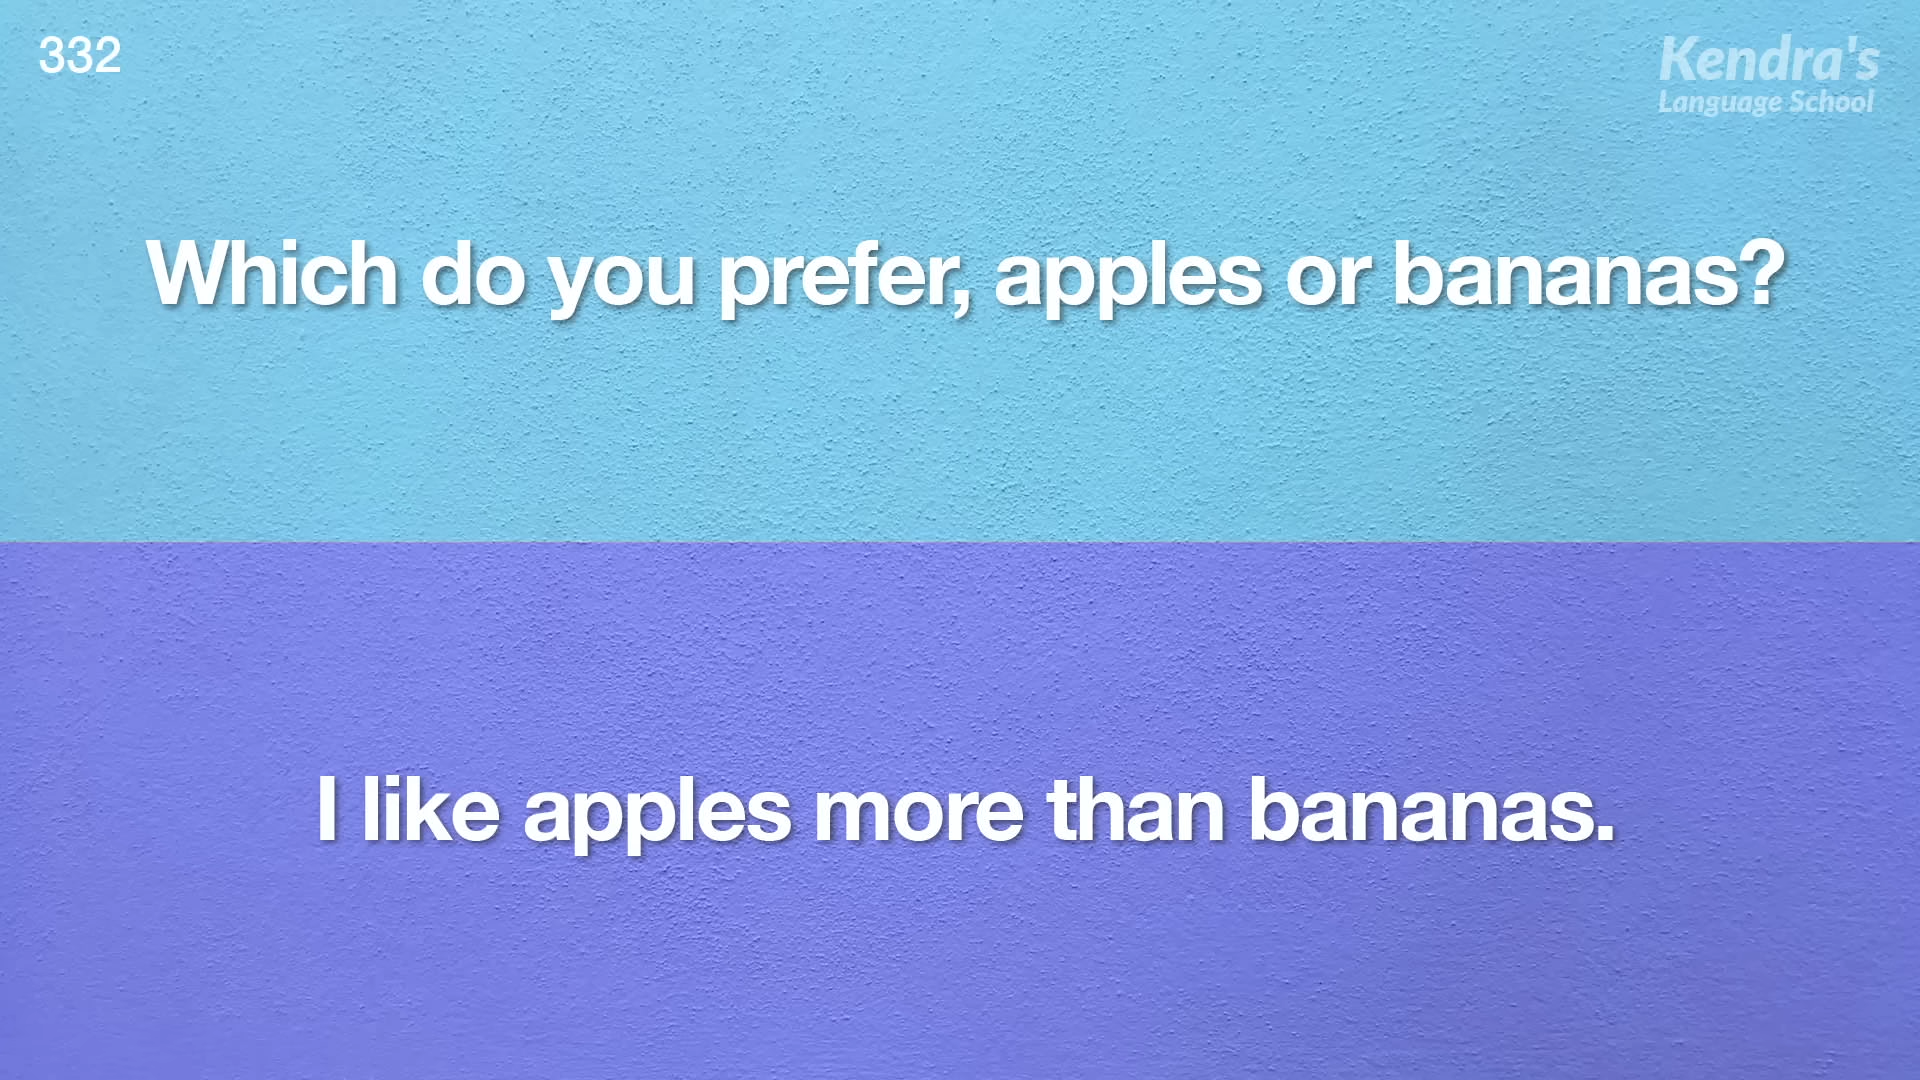 332
Kendra's
Language School
Which do you prefer, apples or bananas?
I like apples more than bananas.